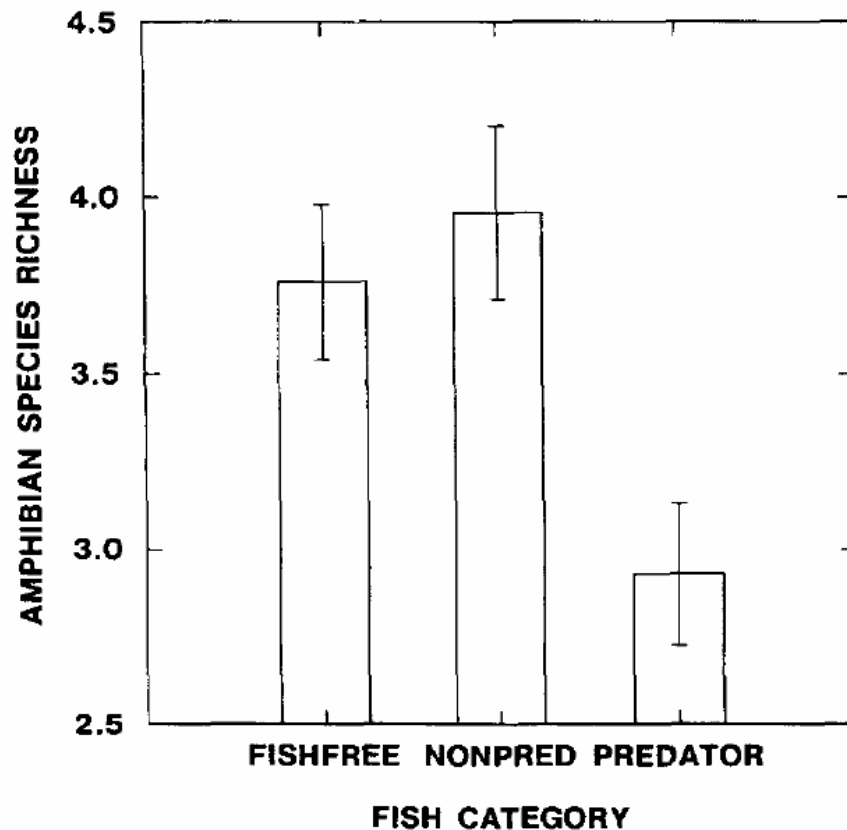 AMPHIBIAN SPECIES RICHNESS
4.5
4.0
3.5
3.0
2.5
FISHFREE NONPRED PREDATOR
FISH CATEGORY